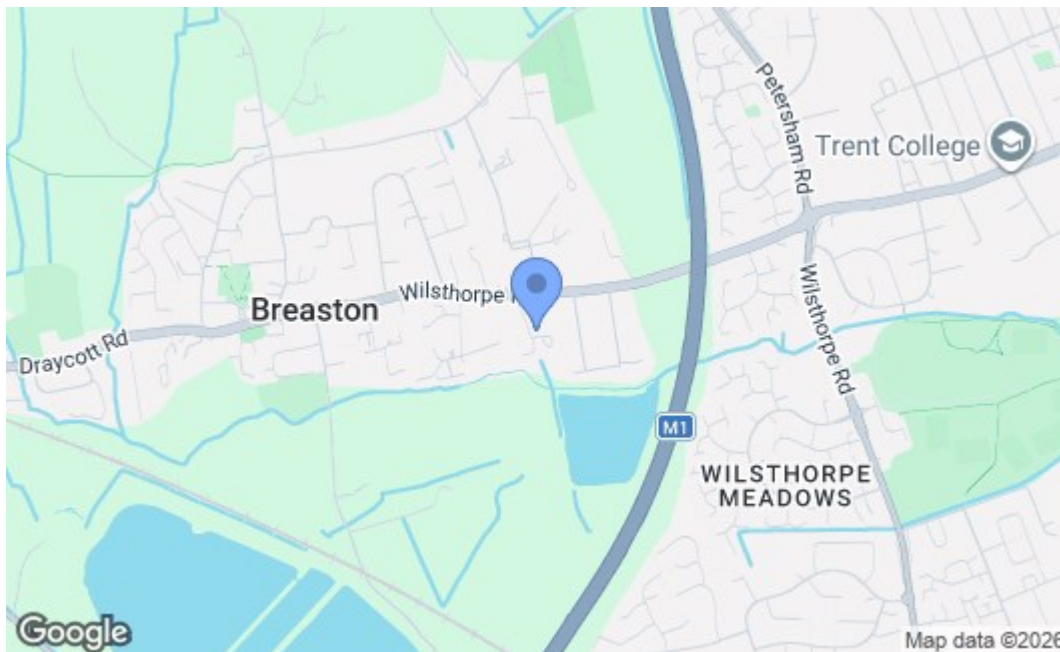 Petersham Rd
Trent College
Wilsthorpe
Breaston
Wilsthorpe Rd
Draycott Rd
M1
WILSTHORPE
MEADOWS
Google
Map data ©2026